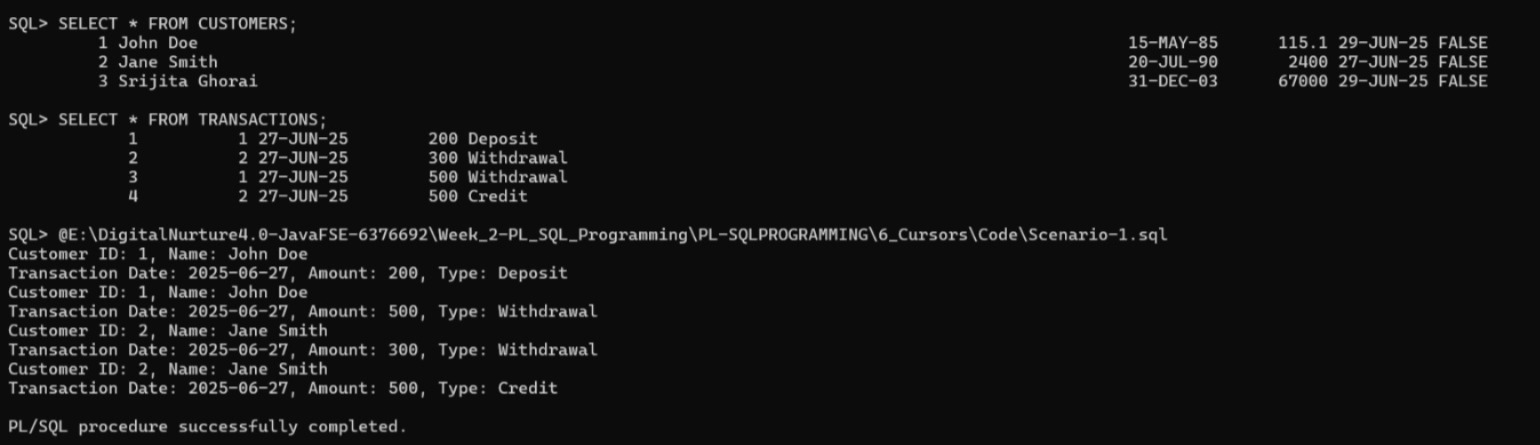 SQL> SELECT * FROM CUSTOMERS;
1 John Doe 15-MAY-85 115.1 29-JUN-25 FALSE
2 Jane Smith 20-JUL-90 2400 27-JUN-25 FALSE
3 Srijita Ghorai 31-DEC-03 67000 29-JUN-25 FALSE
SQL> SELECT * FROM TRANSACTIONS;
1 1 27-JUN-25 200 Deposit
2 2 27-JUN-25 300 Withdrawal
3 1 27-JUN-25 500 Withdrawal
4 2 27-JUN-25 500 Credit
SQL> @E:\DigitalNurture4.0-JavaFSE-6376692\Week_2-PL_SQL_Programming\PL-SQLPROGRAMMING\6_Cursors\Code\Scenario-1.sql
Customer ID: 1, Name: John Doe
Transaction Date: 2025-06-27, Amount: 200, Type: Deposit
Customer ID: 1, Name: John Doe
Transaction Date: 2025-06-27, Amount: 500, Type: Withdrawal
Customer ID: 2, Name: Jane Smith
Transaction Date: 2025-06-27, Amount: 300, Type: Withdrawal
Customer ID: 2, Name: Jane Smith
Transaction Date: 2025-06-27, Amount: 500, Type: Credit
PL/SQL procedure successfully completed.